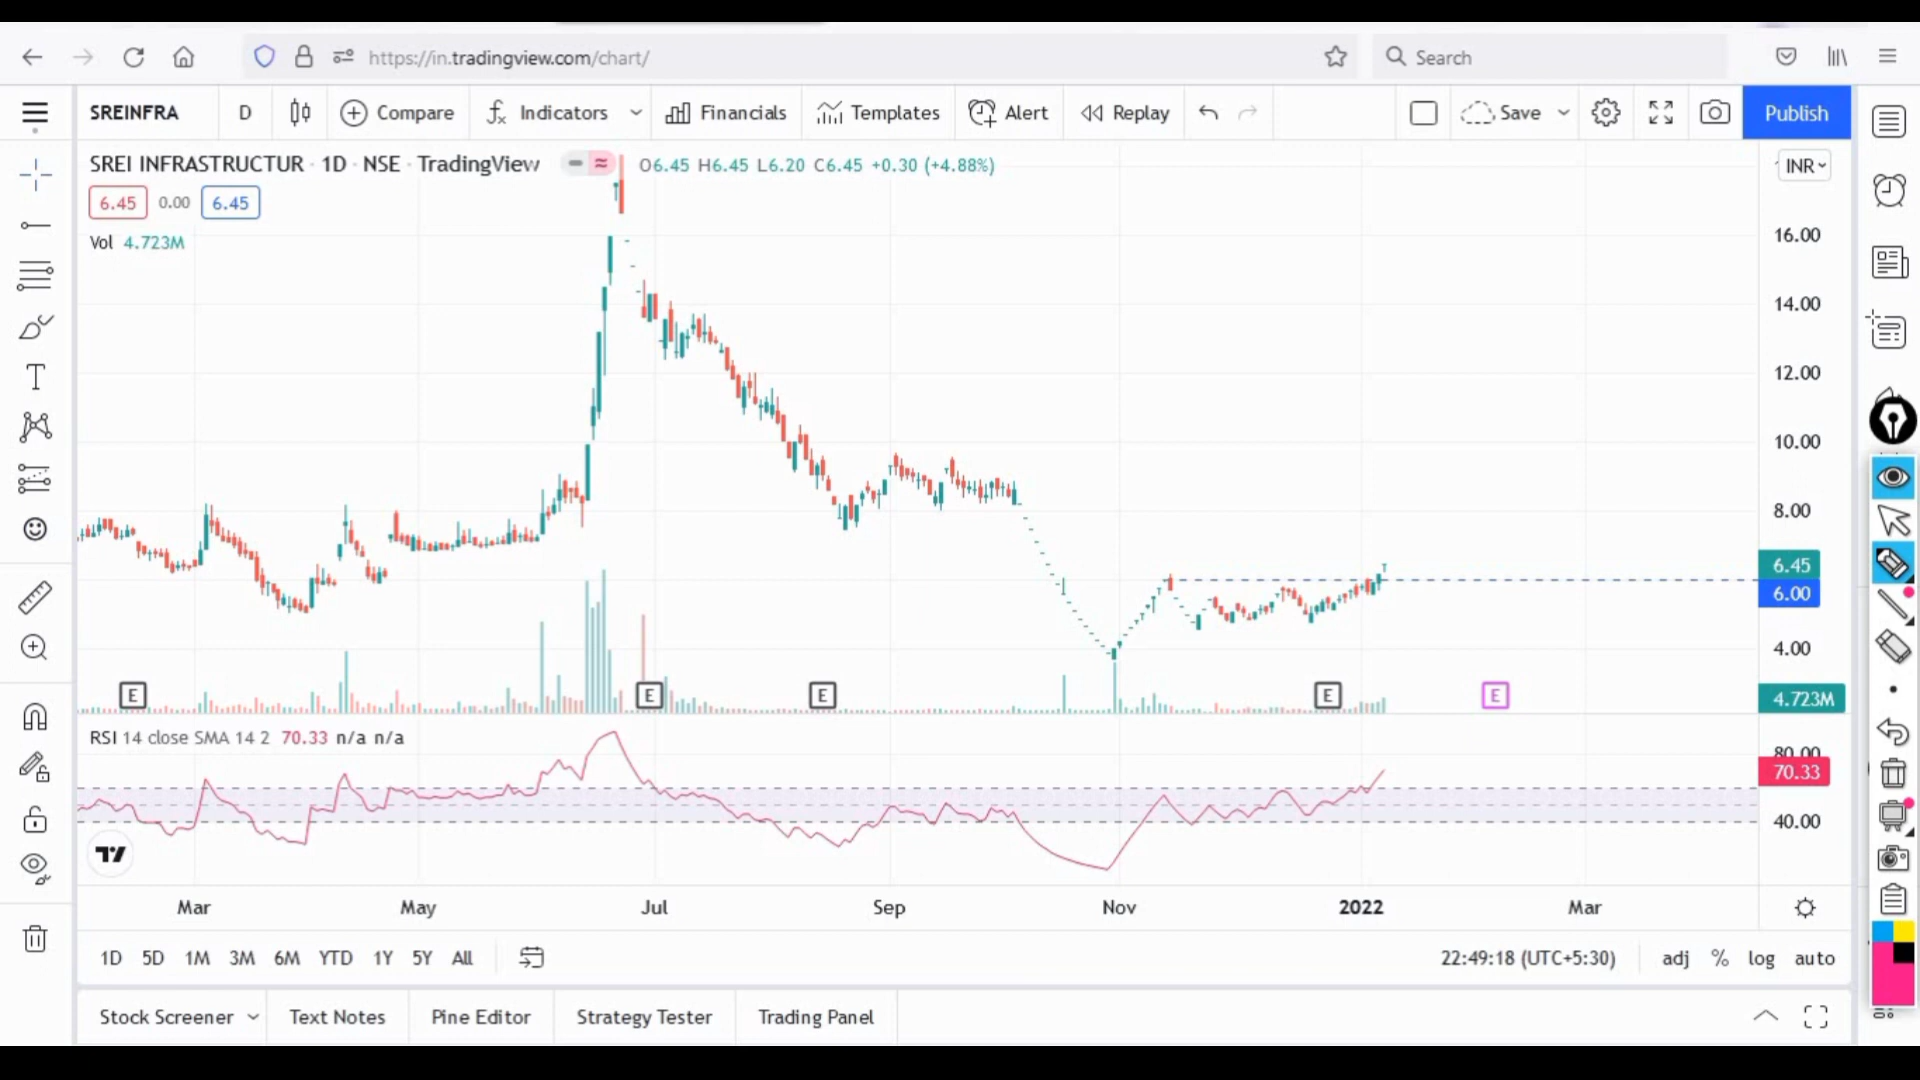 https://in.tradingview.com/chart/
Search
SREINFRA D Compare Indicators Financials Templates Alert Replay Save Publish
SREI INFRASTRUCTUR · 1D · NSE · TradingView O6.45 H6.45 L6.20 C6.45 +0.30 (+4.88%) INR
6.45 0.00 6.45
Vol 4.723M
16.00
14.00
12.00
10.00
8.00
6.45
6.00
4.00
E E E E E
4.723M
RSI 14 close SMA 14 2 70.33 n/a n/a
80.00
70.33
40.00
Mar May Jul Sep Nov 2022 Mar
1D 5D 1M 3M 6M YTD 1Y 5Y All 22:49:18 (UTC+5:30) adj % log auto
Stock Screener Text Notes Pine Editor Strategy Tester Trading Panel